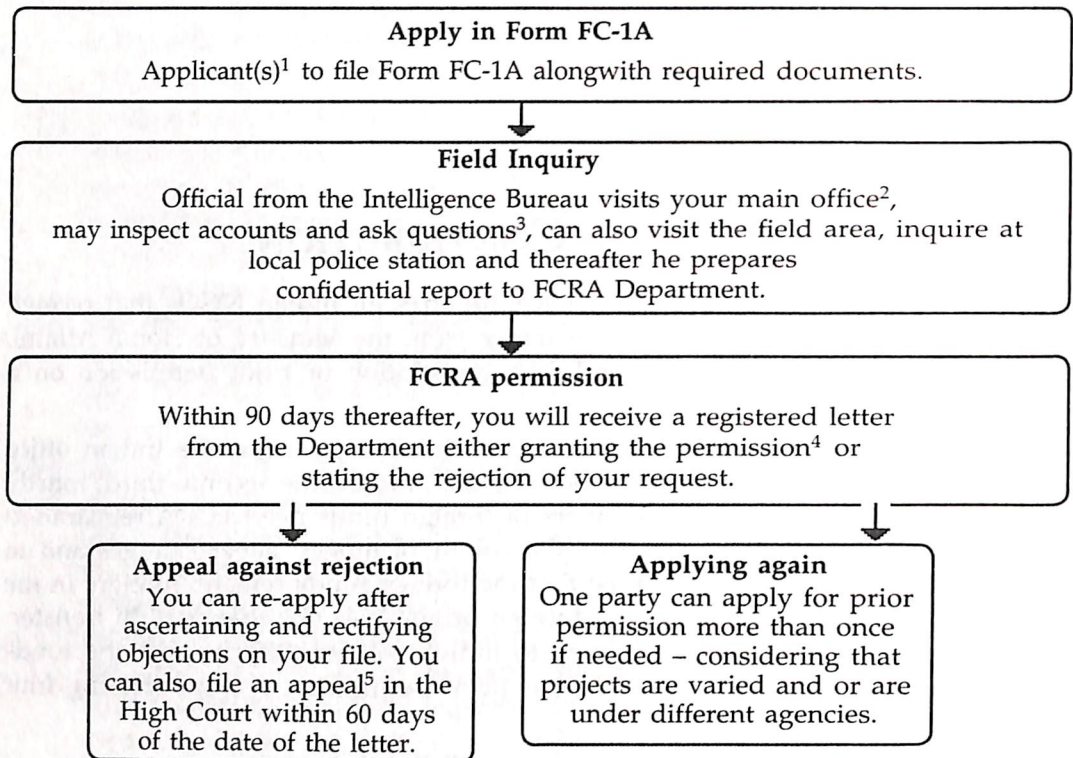 Apply in Form FC-1A
Applicant(s)¹ to file Form FC-1A alongwith required documents.
Field Inquiry
Official from the Intelligence Bureau visits your main office²,
may inspect accounts and ask questions³, can also visit the field area, inquire at
local police station and thereafter he prepares
confidential report to FCRA Department.
FCRA permission
Within 90 days thereafter, you will receive a registered letter
from the Department either granting the permission⁴ or
stating the rejection of your request.
Appeal against rejection
You can re-apply after
ascertaining and rectifying
objections on your file. You
can also file an appeal⁵ in the
High Court within 60 days
of the date of the letter.
Applying again
One party can apply for prior
permission more than once
if needed – considering that
projects are varied and or are
under different agencies.